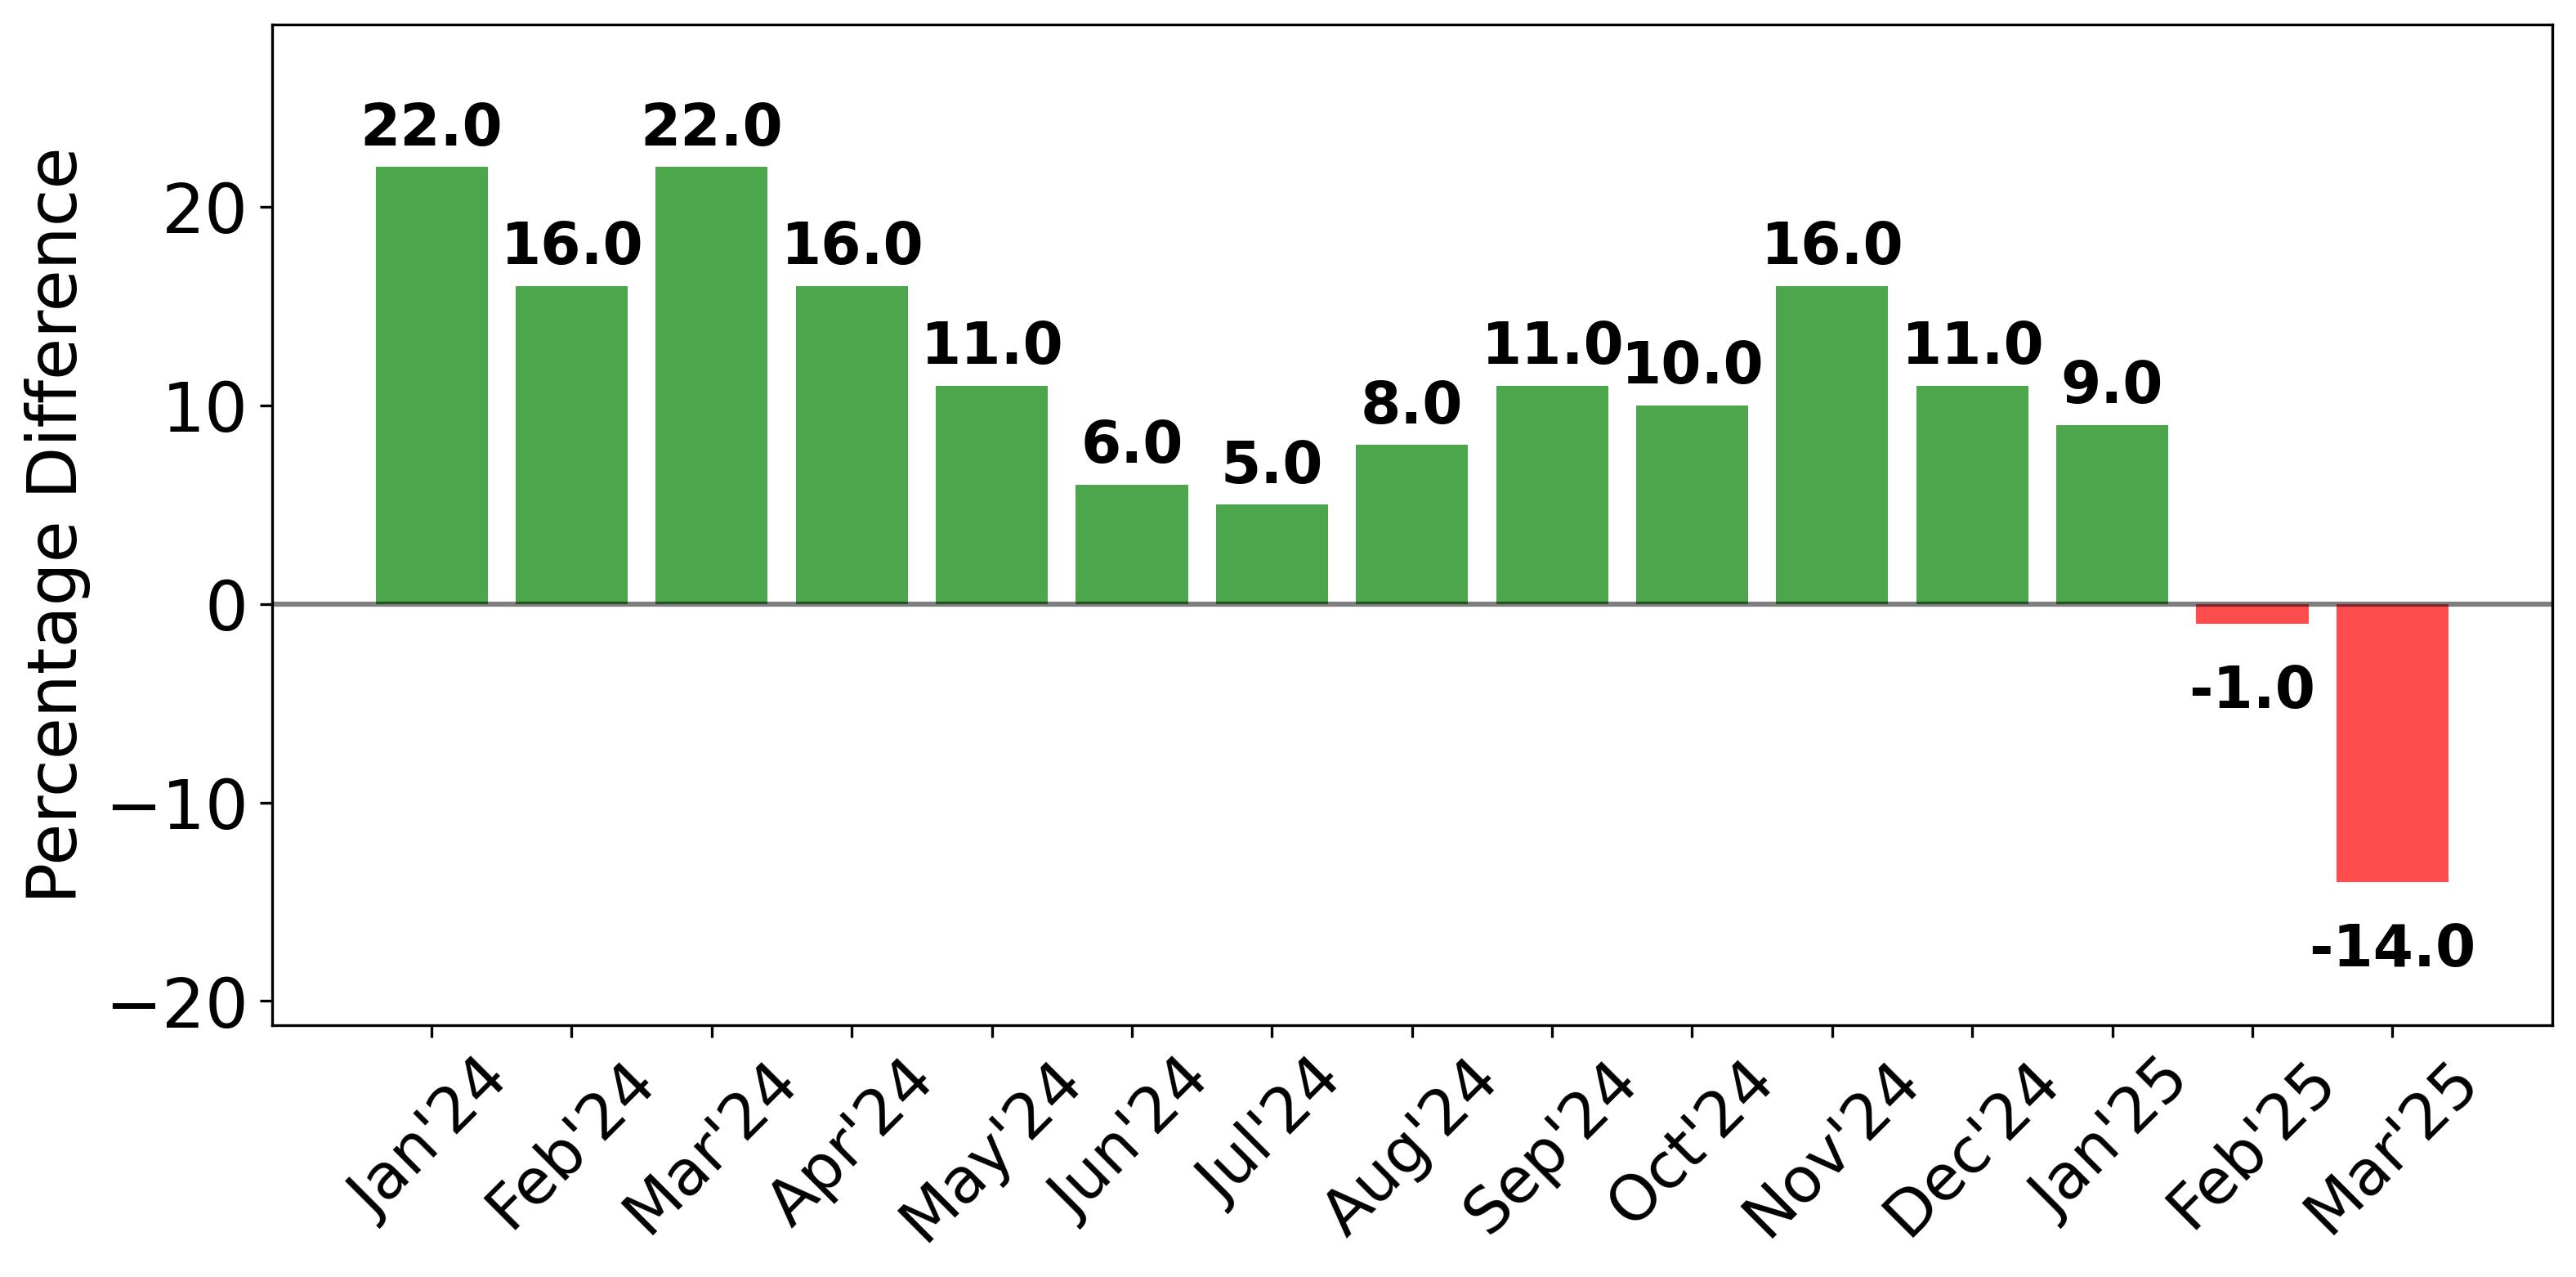 Percentage Difference
20
10
0
−10
−20
22.0
16.0
22.0
16.0
11.0
6.0
5.0
8.0
11.0
10.0
16.0
11.0
9.0
-1.0
-14.0
Jan'24
Feb'24
Mar'24
Apr'24
May'24
Jun'24
Jul'24
Aug'24
Sep'24
Oct'24
Nov'24
Dec'24
Jan'25
Feb'25
Mar'25